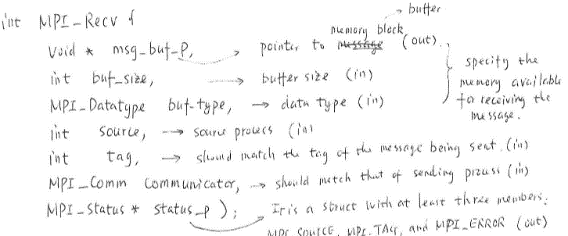 → buffer
int MPI_Recv (
memory block
Void * msg_buf_p, → pointer to message (out).
int buf_size, → buffer size (in)
MPI_Datatype buf-type, → data type (in)
specify the
memory available
for receiving the
message.
int source, → source process (in)
int tag, → should match the tag of the message being sent. (in)
MPI_Comm Communicator, → should match that of sending process (in)
MPI_Status * status_p ); It is a struct with at least three members:
MPI_SOURCE, MPI_TAG, and MPI_ERROR (out)